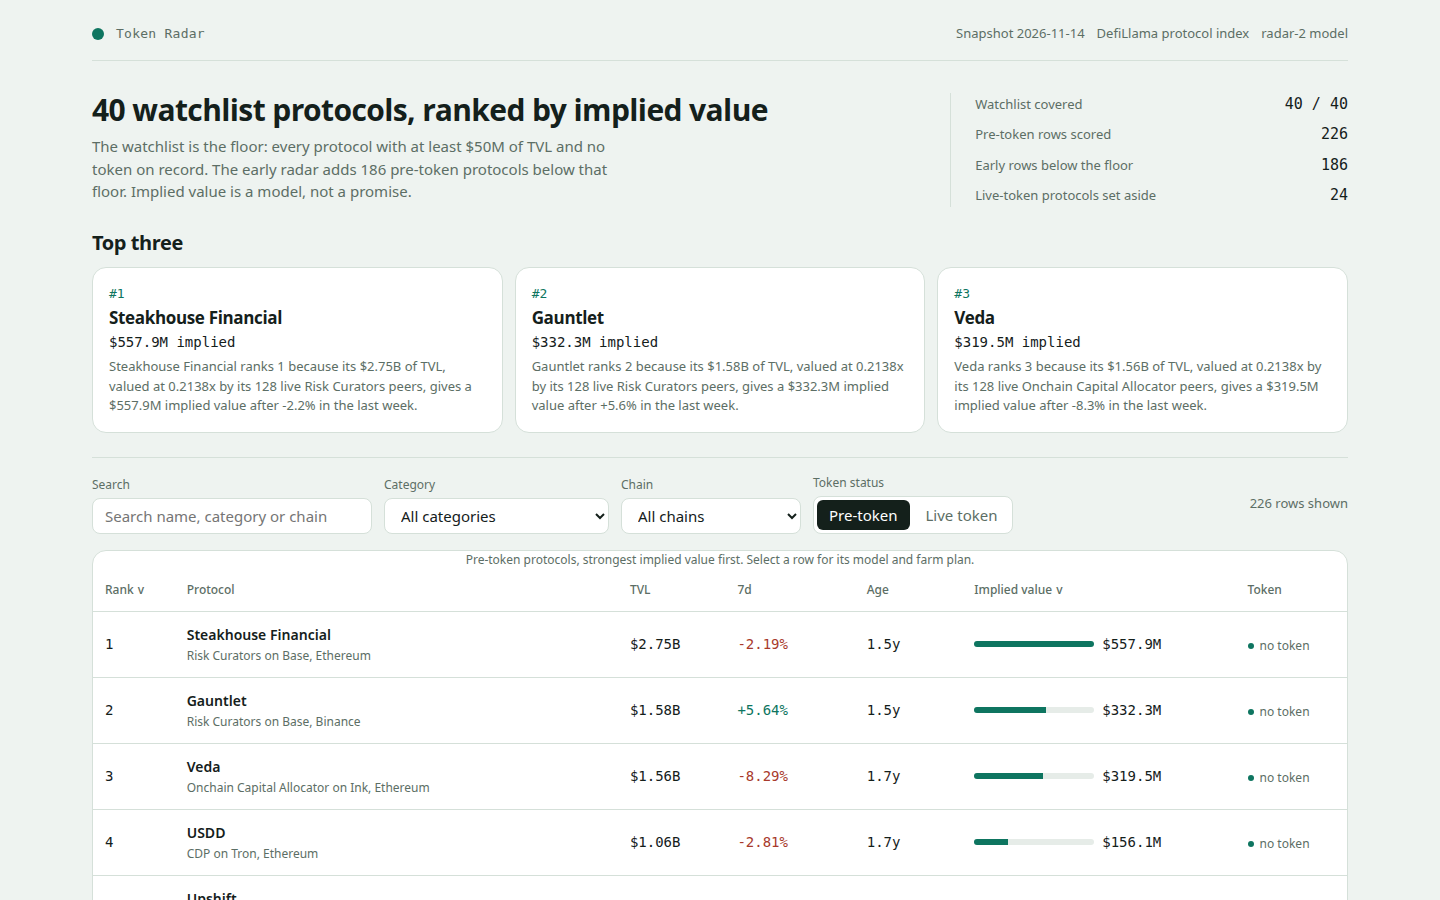 Token Radar
Snapshot 2026-11-14 DefiLlama protocol index radar-2 model
40 watchlist protocols, ranked by implied value
The watchlist is the floor: every protocol with at least $50M of TVL and no
token on record. The early radar adds 186 pre-token protocols below that
floor. Implied value is a model, not a promise.
Watchlist covered 40 / 40
Pre-token rows scored 226
Early rows below the floor 186
Live-token protocols set aside 24
Top three
#1
Steakhouse Financial
$557.9M implied
Steakhouse Financial ranks 1 because its $2.75B of TVL,
valued at 0.2138x by its 128 live Risk Curators peers, gives a
$557.9M implied value after -2.2% in the last week.
#2
Gauntlet
$332.3M implied
Gauntlet ranks 2 because its $1.58B of TVL, valued at 0.2138x
by its 128 live Risk Curators peers, gives a $332.3M implied
value after +5.6% in the last week.
#3
Veda
$319.5M implied
Veda ranks 3 because its $1.56B of TVL, valued at 0.2138x by
its 128 live Onchain Capital Allocator peers, gives a $319.5M
implied value after -8.3% in the last week.
Search
Search name, category or chain
Category
All categories
Chain
All chains
Token status
Pre-token Live token
226 rows shown
Pre-token protocols, strongest implied value first. Select a row for its model and farm plan.
Rank v Protocol TVL 7d Age Implied value v Token
1 Steakhouse Financial $2.75B -2.19% 1.5y $557.9M no token
Risk Curators on Base, Ethereum
2 Gauntlet $1.58B +5.64% 1.5y $332.3M no token
Risk Curators on Base, Binance
3 Veda $1.56B -8.29% 1.7y $319.5M no token
Onchain Capital Allocator on Ink, Ethereum
4 USDD $1.06B -2.81% 1.7y $156.1M no token
CDP on Tron, Ethereum
Upshift